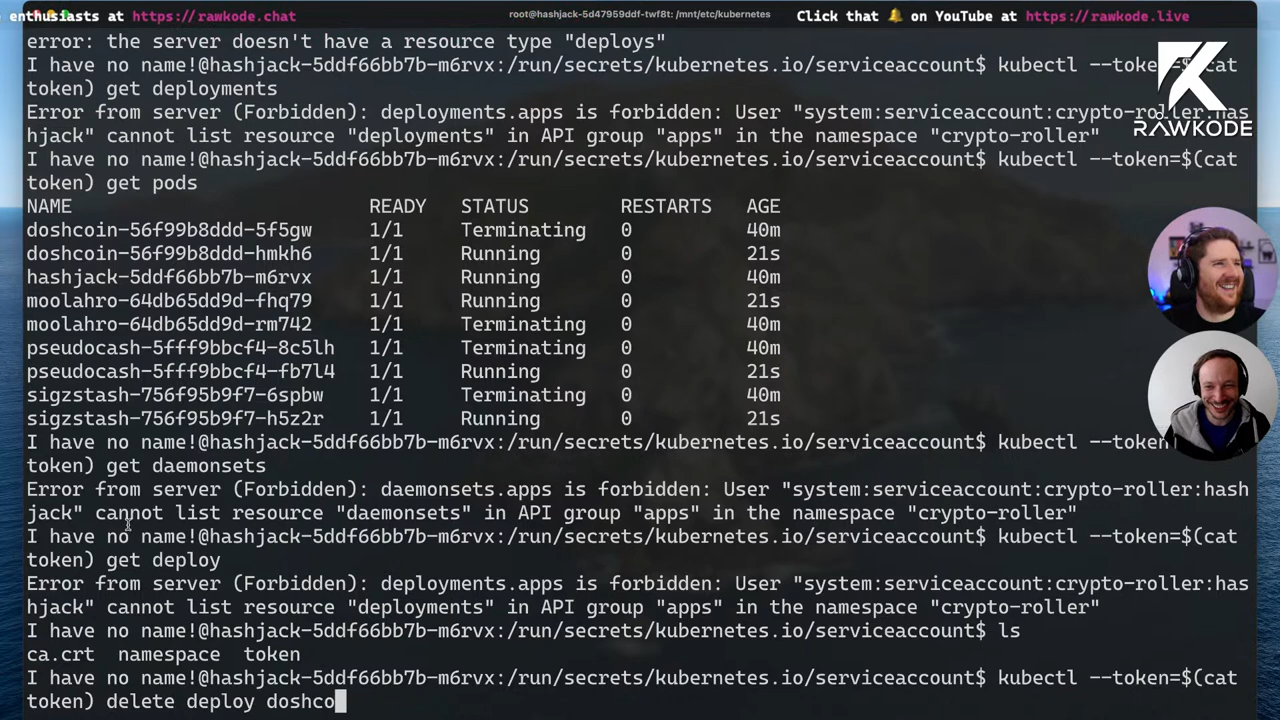 enthusiasts at https://rawkode.chat
root@hashjack-5d47959ddf-twf8t: /mnt/etc/kubernetes
Click that 🔔 on YouTube at https://rawkode.live
error: the server doesn't have a resource type "deploys"
I have no name!@hashjack-5ddf66bb7b-m6rvx:/run/secrets/kubernetes.io/serviceaccount$ kubectl --token=$(cat
token) get deployments
Error from server (Forbidden): deployments.apps is forbidden: User "system:serviceaccount:crypto-roller:has
hjack" cannot list resource "deployments" in API group "apps" in the namespace "crypto-roller"
I have no name!@hashjack-5ddf66bb7b-m6rvx:/run/secrets/kubernetes.io/serviceaccount$ kubectl --token=$(cat
token) get pods
NAME READY STATUS RESTARTS AGE
doshcoin-56f99b8ddd-5f5gw 1/1 Terminating 0 40m
doshcoin-56f99b8ddd-hmkh6 1/1 Running 0 21s
hashjack-5ddf66bb7b-m6rvx 1/1 Running 0 40m
moolahro-64db65dd9d-fhq79 1/1 Running 0 21s
moolahro-64db65dd9d-rm742 1/1 Terminating 0 40m
pseudocash-5fff9bbcf4-8c5lh 1/1 Terminating 0 40m
pseudocash-5fff9bbcf4-fb7l4 1/1 Running 0 21s
sigzstash-756f95b9f7-6spbw 1/1 Terminating 0 40m
sigzstash-756f95b9f7-h5z2r 1/1 Running 0 21s
I have no name!@hashjack-5ddf66bb7b-m6rvx:/run/secrets/kubernetes.io/serviceaccount$ kubectl --token
token) get daemonsets
Error from server (Forbidden): daemonsets.apps is forbidden: User "system:serviceaccount:crypto-roller:hash
jack" cannot list resource "daemonsets" in API group "apps" in the namespace "crypto-roller"
I have no name!@hashjack-5ddf66bb7b-m6rvx:/run/secrets/kubernetes.io/serviceaccount$ kubectl --token=$(cat
token) get deploy
Error from server (Forbidden): deployments.apps is forbidden: User "system:serviceaccount:crypto-roller:has
hjack" cannot list resource "deployments" in API group "apps" in the namespace "crypto-roller"
I have no name!@hashjack-5ddf66bb7b-m6rvx:/run/secrets/kubernetes.io/serviceaccount$ ls
ca.crt namespace token
I have no name!@hashjack-5ddf66bb7b-m6rvx:/run/secrets/kubernetes.io/serviceaccount$ kubectl --token=$(cat
token) delete deploy doshco
RAWKODE